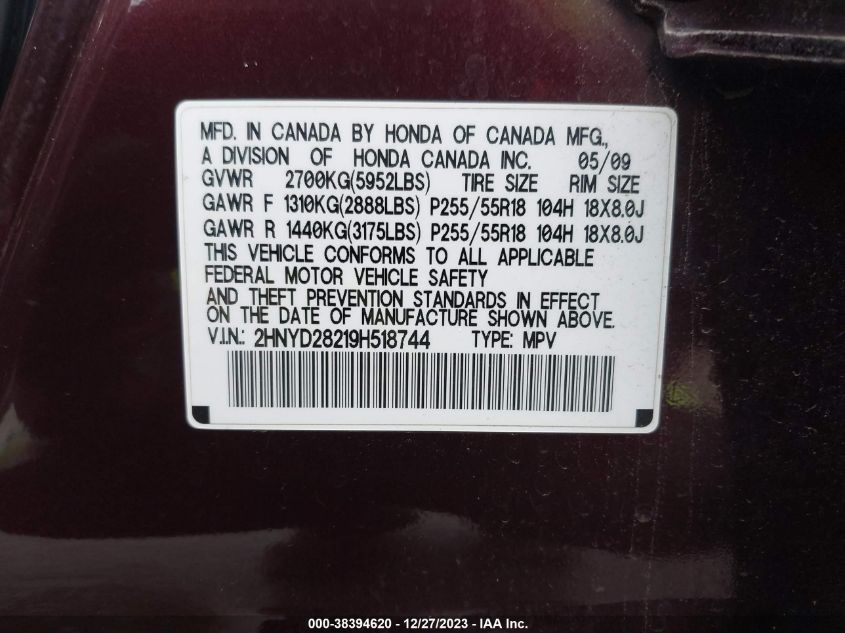 MFD. IN CANADA BY HONDA OF CANADA MFG.,
A DIVISION OF HONDA CANADA INC. 05/09
GVWR 2700KG(5952LBS) TIRE SIZE RIM SIZE
GAWR F 1310KG(2888LBS) P255/55R18 104H 18X8.0J
GAWR R 1440KG(3175LBS) P255/55R18 104H 18X8.0J
THIS VEHICLE CONFORMS TO ALL APPLICABLE
FEDERAL MOTOR VEHICLE SAFETY
AND THEFT PREVENTION STANDARDS IN EFFECT
ON THE DATE OF MANUFACTURE SHOWN ABOVE.
V.I.N.: 2HNYD28219H518744 TYPE: MPV
000-38394620 - 12/27/2023 - IAA Inc.